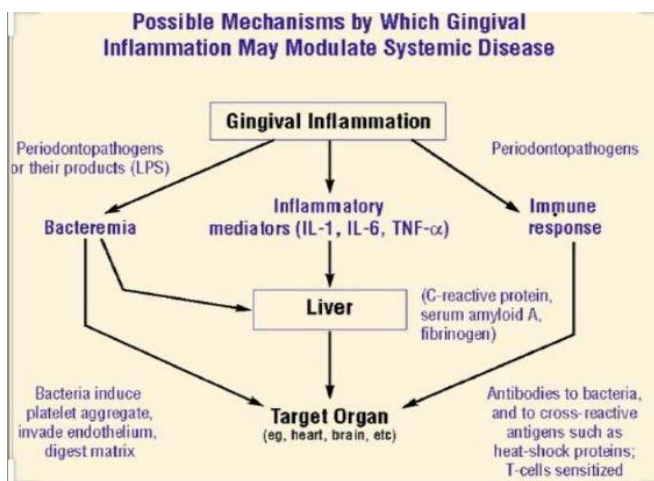 Possible Mechanisms by Which Gingival
Inflammation May Modulate Systemic Disease
Gingival Inflammation
Periodontopathogens
or their products (LPS)
Periodontopathogens
Bacteremia
Inflammatory
mediators (IL-1, IL-6, TNF-α)
Immune
response
Liver
(C-reactive protein,
serum amyloid A,
fibrinogen)
Bacteria induce
platelet aggregate,
invade endothelium,
digest matrix
Target Organ
(eg, heart, brain, etc)
Antibodies to bacteria,
and to cross-reactive
antigens such as
heat-shock proteins;
T-cells sensitized